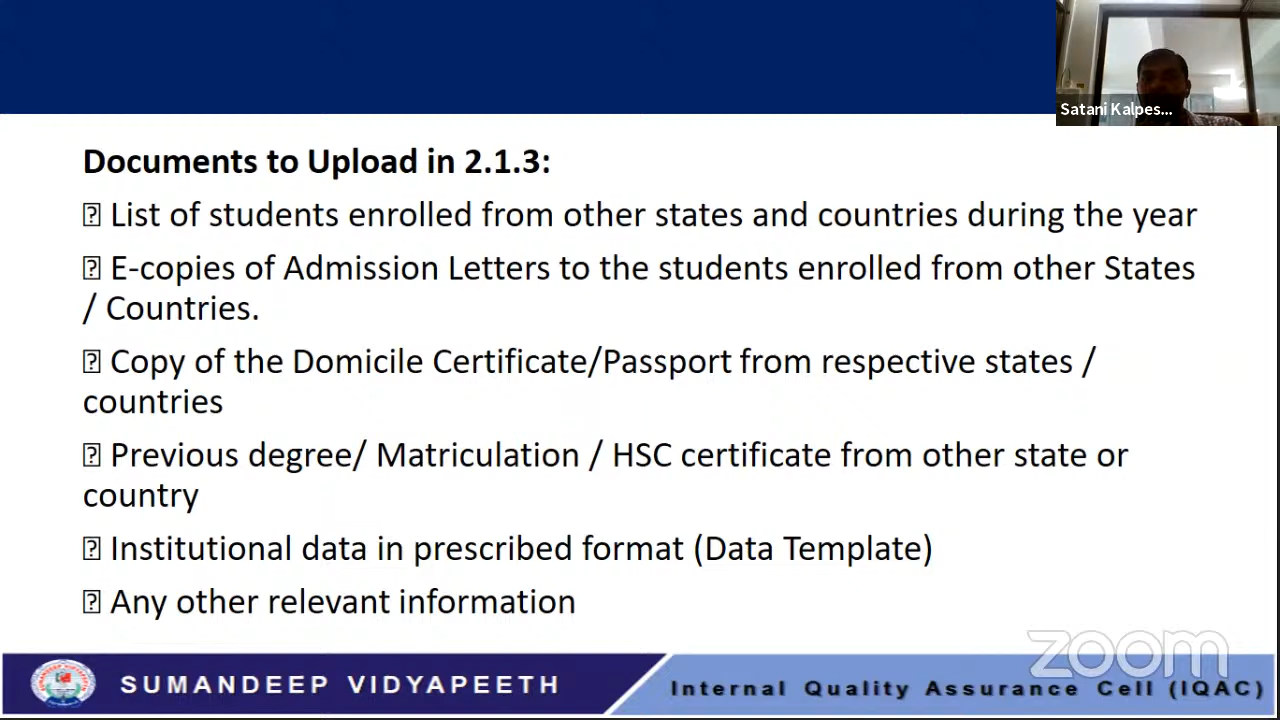 Satani Kalpes...
Documents to Upload in 2.1.3:
⍰ List of students enrolled from other states and countries during the year
⍰ E-copies of Admission Letters to the students enrolled from other States
/ Countries.
⍰ Copy of the Domicile Certificate/Passport from respective states /
countries
⍰ Previous degree/ Matriculation / HSC certificate from other state or
country
⍰ Institutional data in prescribed format (Data Template)
⍰ Any other relevant information
zoom
SUMANDEEP VIDYAPEETH
Internal Quality Assurance Cell (IQAC)